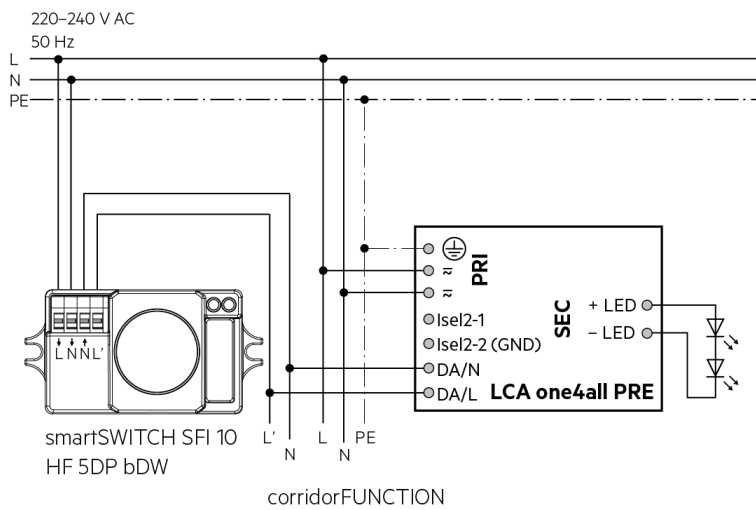 220–240 V AC
50 Hz
L
N
PE
PRI
≂
≂
Isel2-1
Isel2-2 (GND)
DA/N
DA/L
SEC
+ LED
– LED
LCA one4all PRE
L N N L'
smartSWITCH SFI 10
HF 5DP bDW
L'
N
L
N
PE
corridorFUNCTION